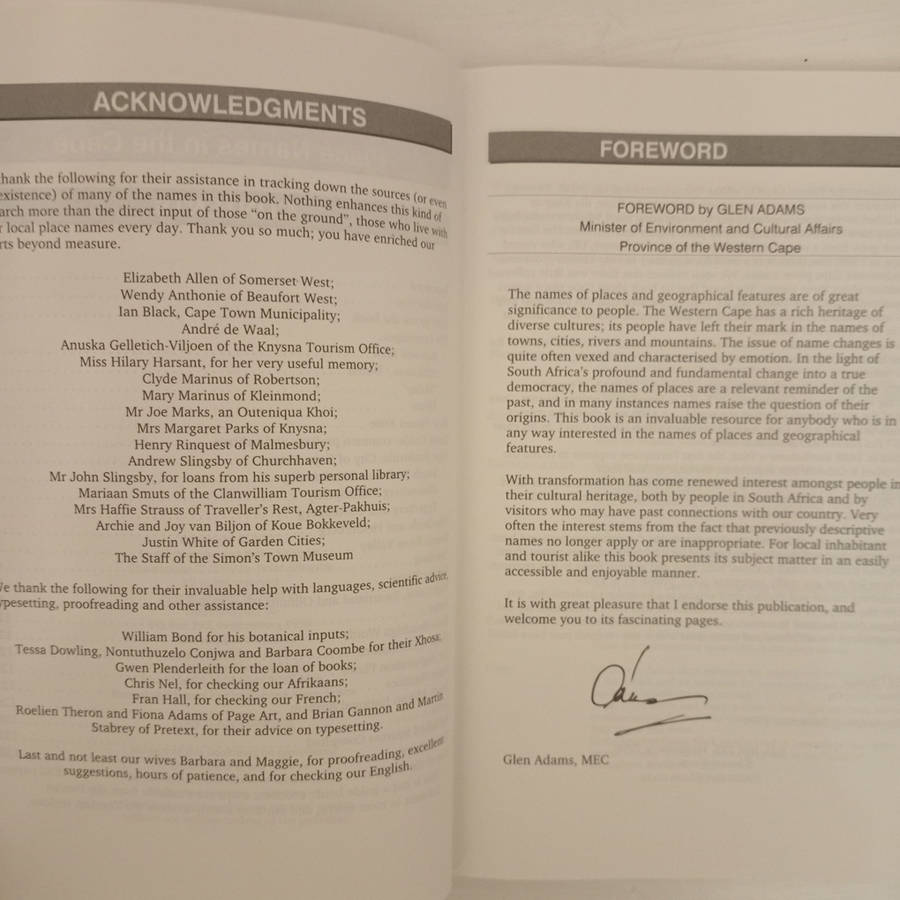 ACKNOWLEDGMENTS
thank the following for their assistance in tracking down the sources (or even
existence) of many of the names in this book. Nothing enhances this kind of
arch more than the direct input of those "on the ground", those who live with
r local place names every day. Thank you so much; you have enriched our
rts beyond measure.
Elizabeth Allen of Somerset West;
Wendy Anthonie of Beaufort West;
Ian Black, Cape Town Municipality;
André de Waal;
Anuska Gelletich-Viljoen of the Knysna Tourism Office;
Miss Hilary Harsant, for her very useful memory;
Clyde Marinus of Robertson;
Mary Marinus of Kleinmond;
Mr Joe Marks, an Outeniqua Khoi;
Mrs Margaret Parks of Knysna;
Henry Rinquest of Malmesbury;
Andrew Slingsby of Churchhaven;
Mr John Slingsby, for loans from his superb personal library;
Mariaan Smuts of the Clanwilliam Tourism Office;
Mrs Haffie Strauss of Traveller's Rest, Agter-Pakhuis;
Archie and Joy van Biljon of Koue Bokkeveld;
Justin White of Garden Cities;
The Staff of the Simon's Town Museum
We thank the following for their invaluable help with languages, scientific advice,
typesetting, proofreading and other assistance:
William Bond for his botanical inputs;
Tessa Dowling, Nontuthuzelo Conjwa and Barbara Coombe for their Xhosa;
Gwen Plenderleith for the loan of books;
Chris Nel, for checking our Afrikaans;
Fran Hall, for checking our French;
Roelien Theron and Fiona Adams of Page Art, and Brian Gannon and Martin
Stabrey of Pretext, for their advice on typesetting.
Last and not least our wives Barbara and Maggie, for proofreading, excellent
suggestions, hours of patience, and for checking our English.
FOREWORD
FOREWORD by GLEN ADAMS
Minister of Environment and Cultural Affairs
Province of the Western Cape
The names of places and geographical features are of great
significance to people. The Western Cape has a rich heritage of
diverse cultures; its people have left their mark in the names of
towns, cities, rivers and mountains. The issue of name changes is
quite often vexed and characterised by emotion. In the light of
South Africa's profound and fundamental change into a true
democracy, the names of places are a relevant reminder of the
past, and in many instances names raise the question of their
origins. This book is an invaluable resource for anybody who is in
any way interested in the names of places and geographical
features.
With transformation has come renewed interest amongst people in
their cultural heritage, both by people in South Africa and by
visitors who may have past connections with our country. Very
often the interest stems from the fact that previously descriptive
names no longer apply or are inappropriate. For local inhabitant
and tourist alike this book presents its subject matter in an easily
accessible and enjoyable manner.
It is with great pleasure that I endorse this publication, and
welcome you to its fascinating pages.
Glen Adams, MEC